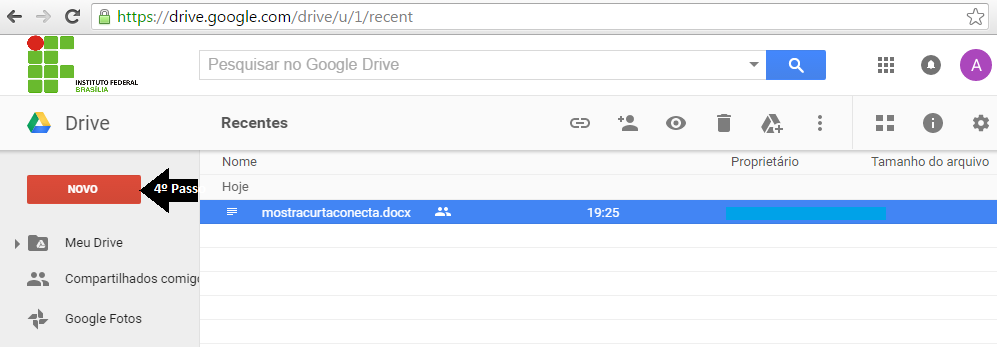 https://drive.google.com/drive/u/1/recent
INSTITUTO FEDERAL
BRASÍLIA
Pesquisar no Google Drive
A
Drive
Recentes
Nome Proprietário Tamanho do arquivo
NOVO
4º Pass
Hoje
mostracurtaconecta.docx 19:25
Meu Drive
Compartilhados comigo
Google Fotos